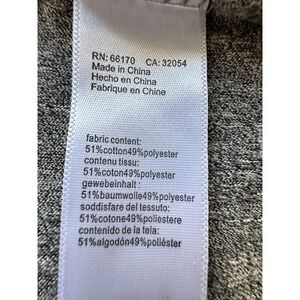 RN: 66170 CA: 32054
Made in China
Hecho en China
Fabrique en Chine
fabric content:
51%cotton49%polyester
contenu tissu:
51%coton49%polyester
gewebeinhalt :
51%baumwolle49%polyester
soddisfare del tessuto:
51%cotone49%poliestere
contenido de la tela:
51%algodón49%poliéster